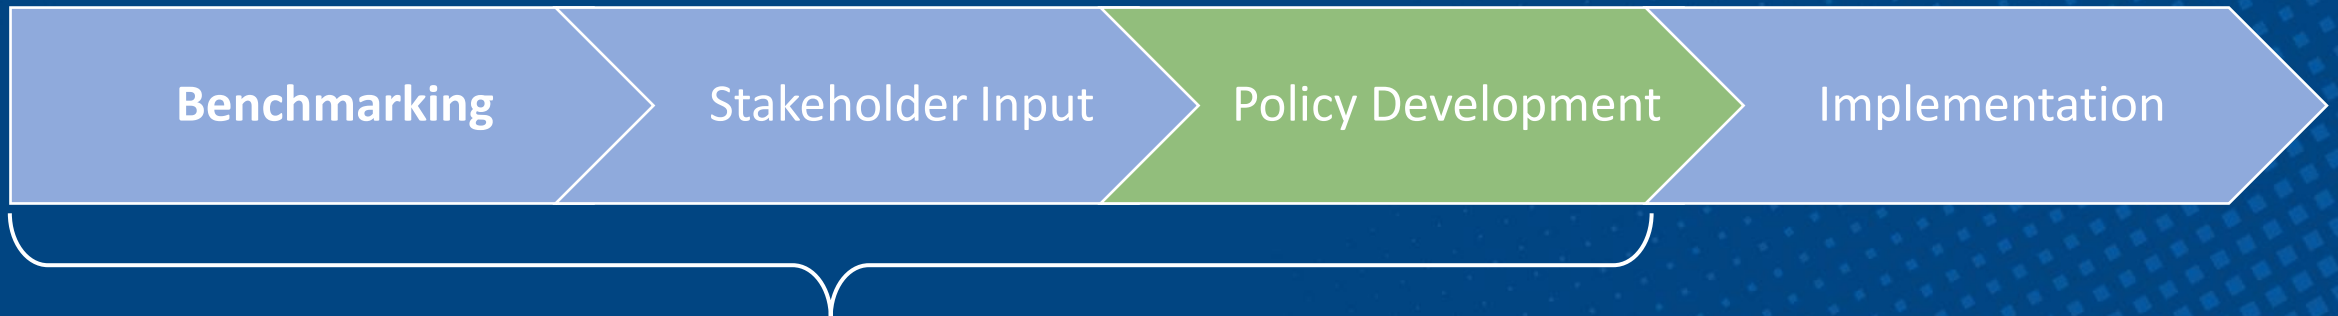 Benchmarking
Stakeholder Input
Policy Development
Implementation